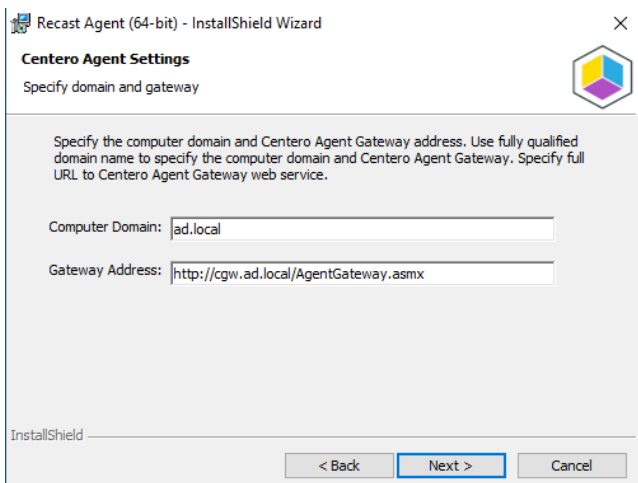 Recast Agent (64-bit) - InstallShield Wizard
Centero Agent Settings
Specify domain and gateway
Specify the computer domain and Centero Agent Gateway address. Use fully qualified
domain name to specify the computer domain and Centero Agent Gateway. Specify full
URL to Centero Agent Gateway web service.
Computer Domain: ad.local
Gateway Address: http://cgw.ad.local/AgentGateway.asmx
InstallShield
< Back Next > Cancel